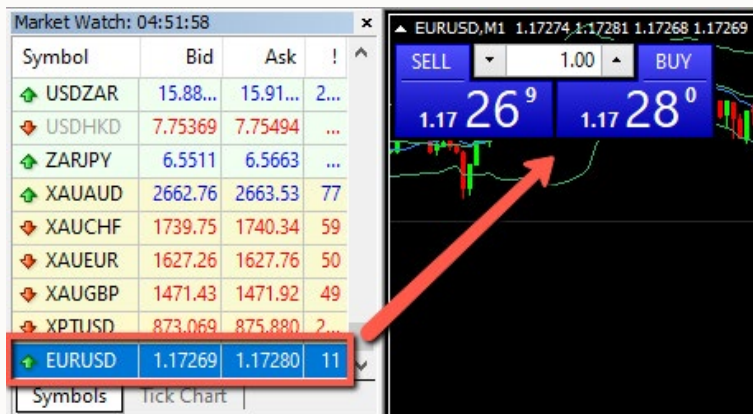 Market Watch: 04:51:58
Symbol Bid Ask !
USDZAR 15.88... 15.91... 2...
USDHKD 7.75369 7.75494 ...
ZARJPY 6.5511 6.5663 ...
XAUAUD 2662.76 2663.53 77
XAUCHF 1739.75 1740.34 59
XAUEUR 1627.26 1627.76 50
XAUGBP 1471.43 1471.92 49
XPTUSD 873.069 875.880 2...
EURUSD 1.17269 1.17280 11
Symbols Tick Chart
EURUSD,M1 1.17274 1.17281 1.17268 1.17269
SELL 1.00 BUY
1.17 26 9 1.17 28 0